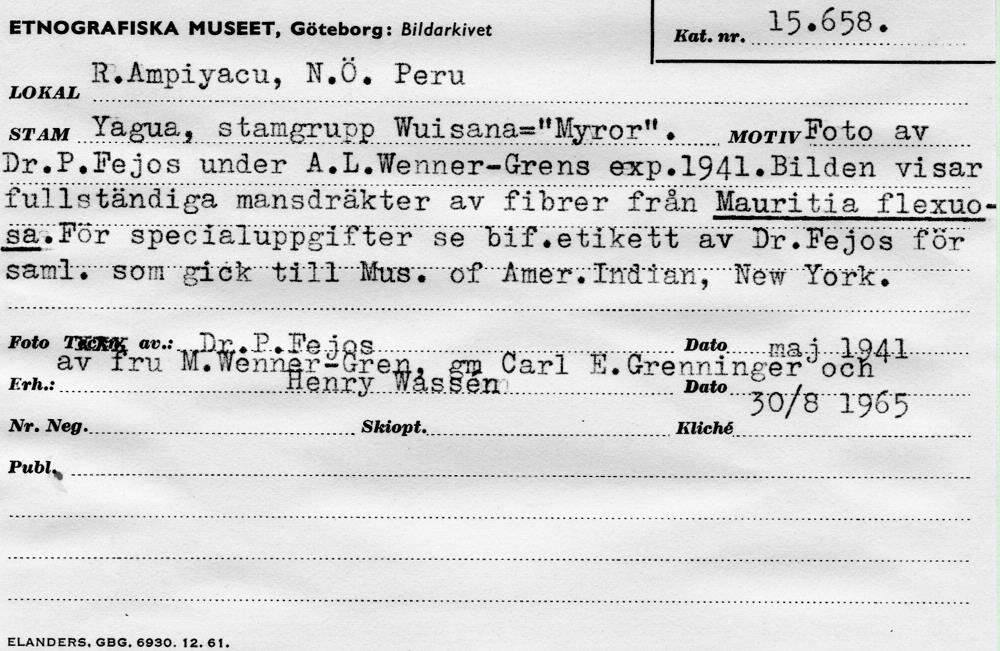 ETNOGRAFISKA MUSEET, Göteborg: Bildarkivet
Kat. nr. 15.658.
LOKAL R.Ampiyacu, N.Ö. Peru
STAM Yagua, stamgrupp Wuisana="Myror". MOTIV Foto av
Dr.P.Fejos under A.L.Wenner-Grens exp.1941.Bilden visar
fullständiga mansdräkter av fibrer från Mauritia flexuo-
sa.För specialuppgifter se bif.etikett av Dr.Fejos för
saml. som gick till Mus. of Amer.Indian, New York.
Foto av.: Dr.P.Fejos Dato maj 1941
av fru M.Wenner-Gren, gm Carl E.Grenninger och
Erh.: Henry Wassén Dato 30/8 1965
Nr. Neg. Skiopt. Kliché
Publ.
ELANDERS, GBG. 6930. 12. 61.